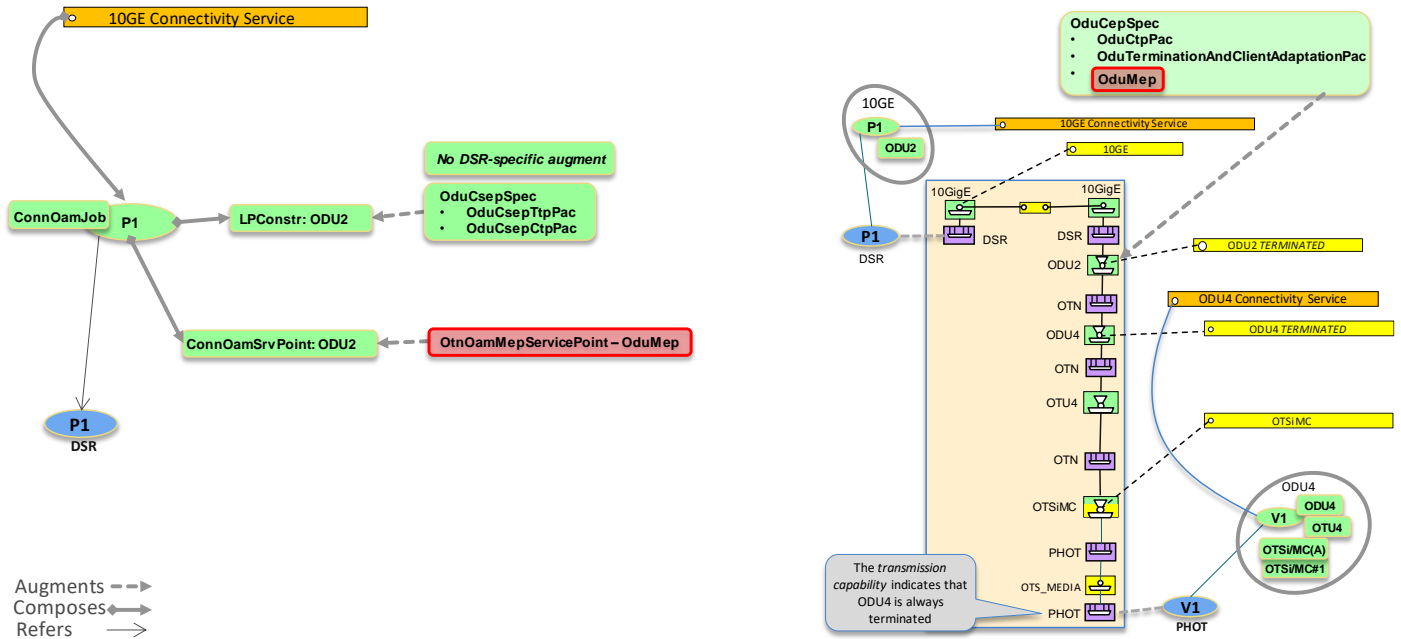 10GE Connectivity Service
ConnOamJob
P1
LPConstr: ODU2
No DSR-specific augment
OduCsepSpec
• OduCsepTtpPac
• OduCsepCtpPac
ConnOamSrvPoint: ODU2
OtnOamMepServicePoint – OduMep
P1
DSR
Augments
Composes
Refers
OduCepSpec
• OduCtpPac
• OduTerminationAndClientAdaptationPac
• OduMep
10GE
P1
ODU2
10GE Connectivity Service
10GE
10GigE
10GigE
P1
DSR
DSR
DSR
ODU2
ODU2 TERMINATED
OTN
ODU4 Connectivity Service
ODU4
ODU4 TERMINATED
OTN
OTU4
OTSiMC
OTN
OTSiMC
ODU4
V1
ODU4
OTU4
OTSi/MC(A)
OTSi/MC#1
PHOT
OTS_MEDIA
PHOT
The transmission
capability indicates that
ODU4 is always
terminated
V1
PHOT